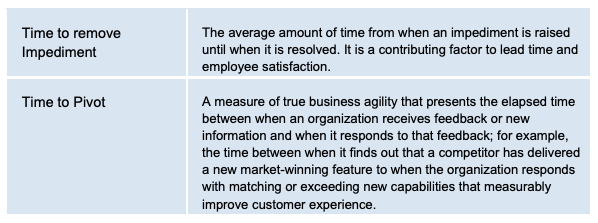 Time to remove
Impediment
The average amount of time from when an impediment is raised
until when it is resolved. It is a contributing factor to lead time and
employee satisfaction.
Time to Pivot
A measure of true business agility that presents the elapsed time
between when an organization receives feedback or new
information and when it responds to that feedback; for example,
the time between when it finds out that a competitor has delivered
a new market-winning feature to when the organization responds
with matching or exceeding new capabilities that measurably
improve customer experience.